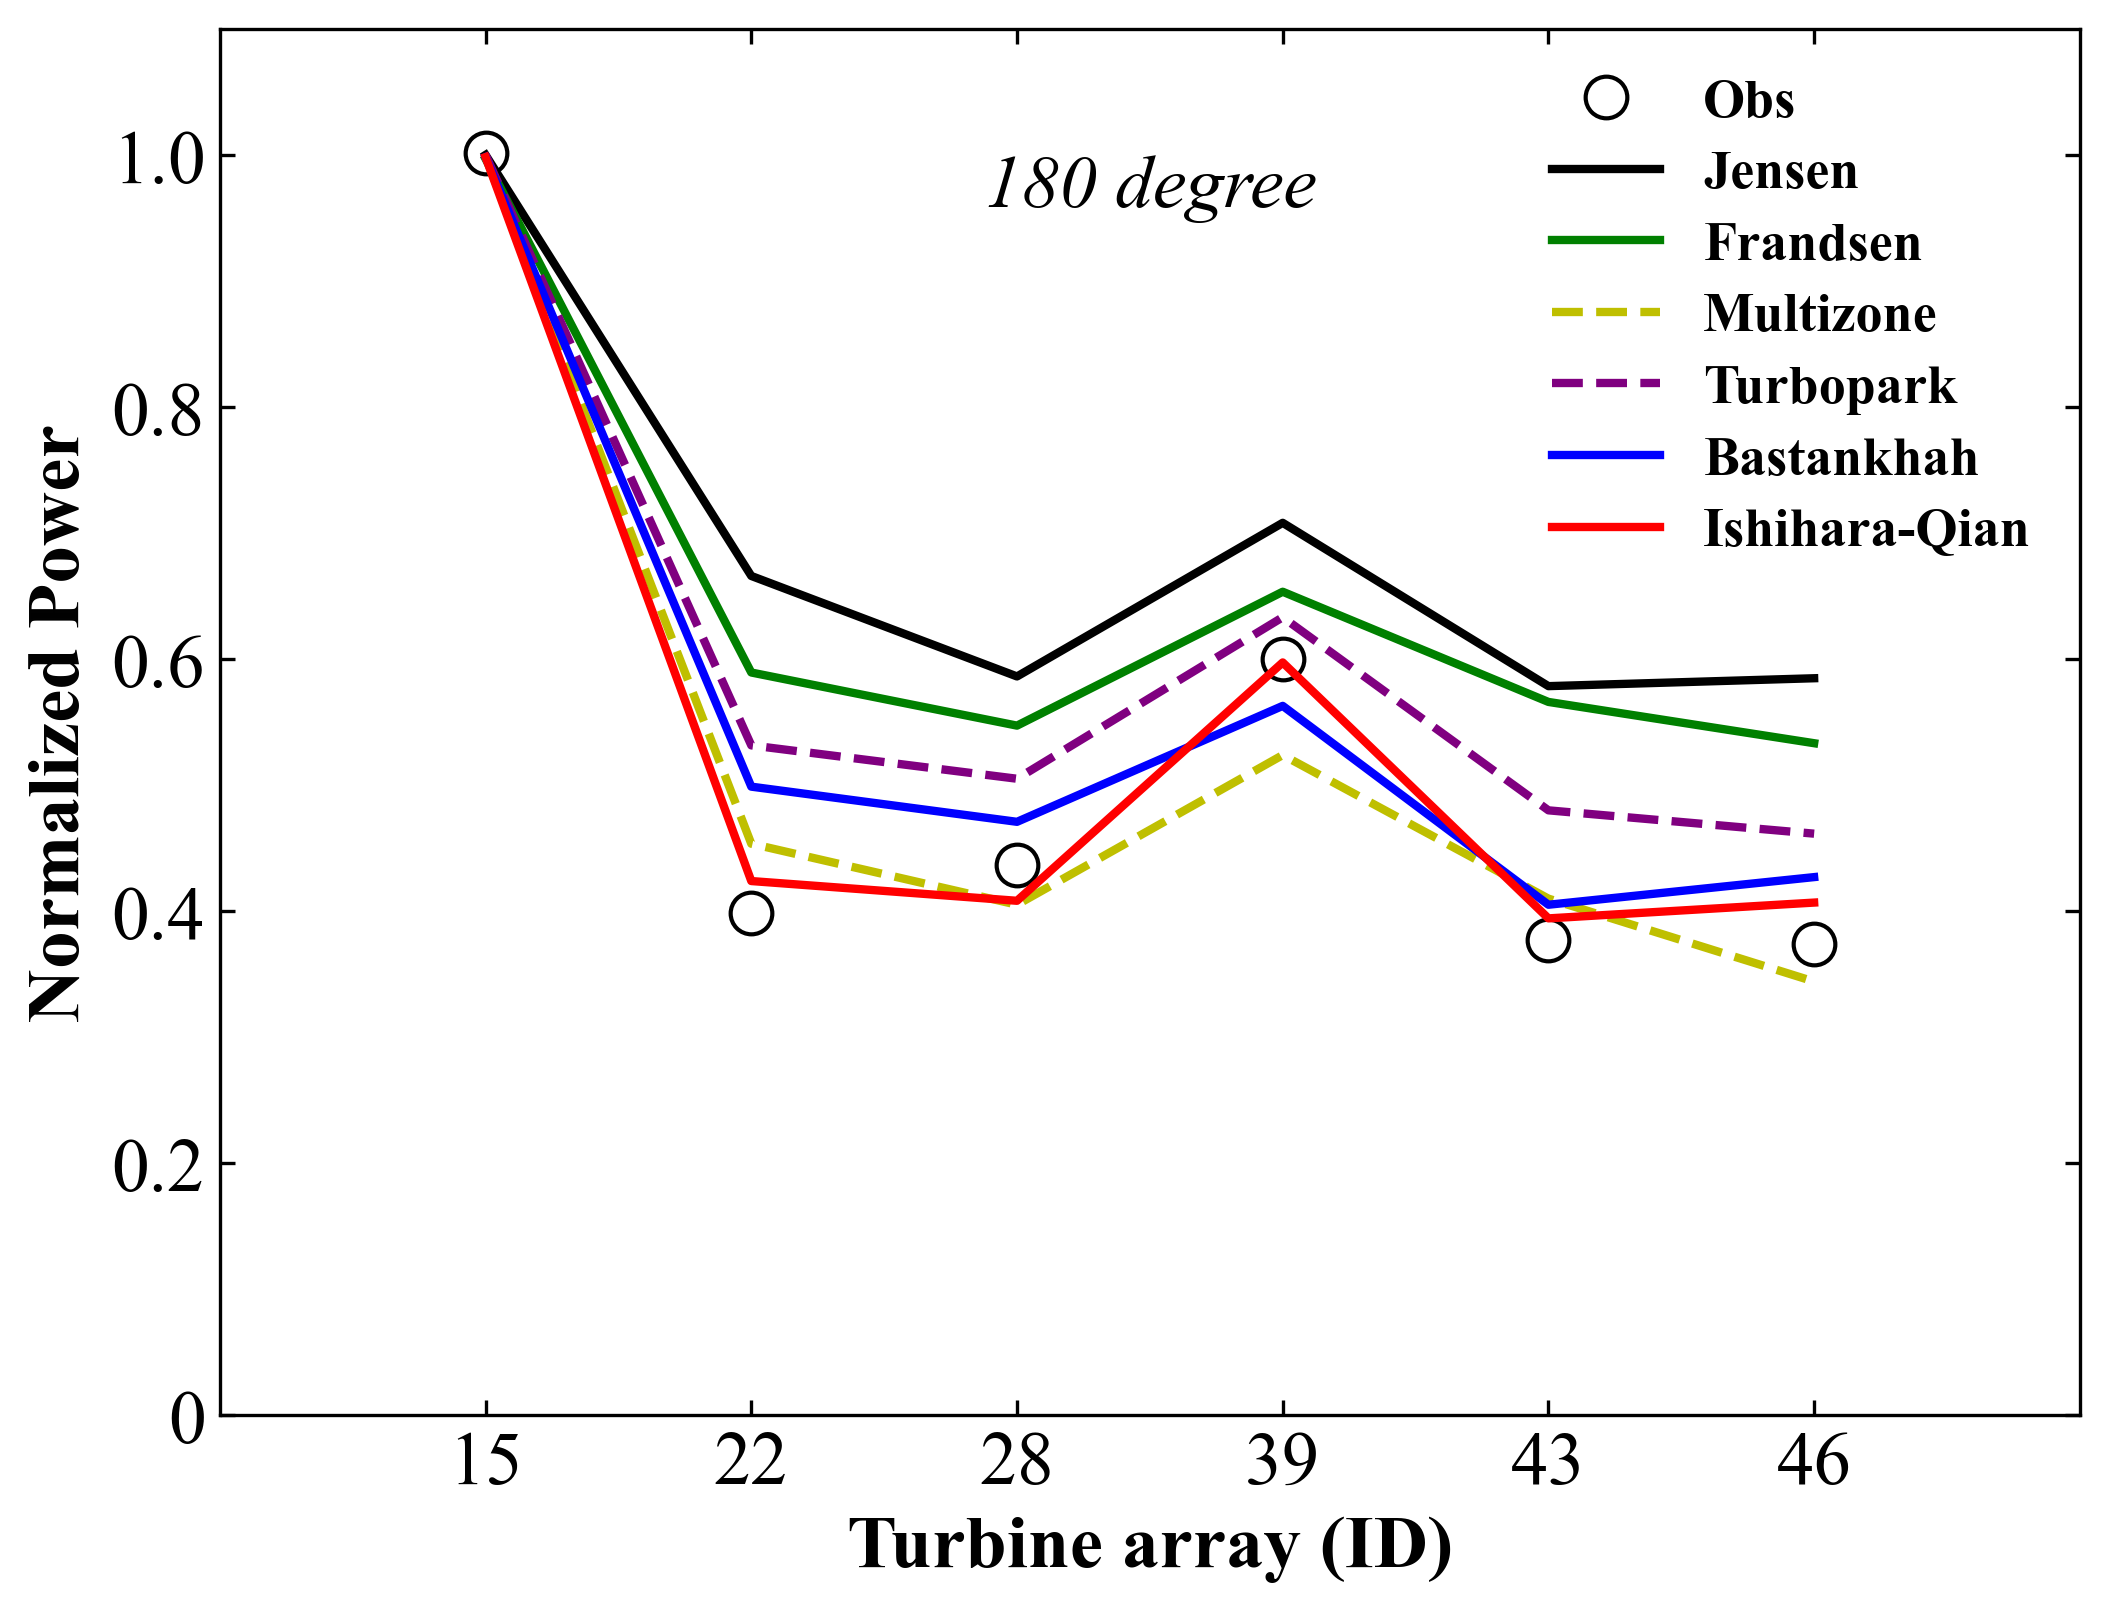 180 degree
Obs
Jensen
Frandsen
Multizone
Turbopark
Bastankhah
Ishihara-Qian
Normalized Power
1.0
0.8
0.6
0.4
0.2
0
15 22 28 39 43 46
Turbine array (ID)